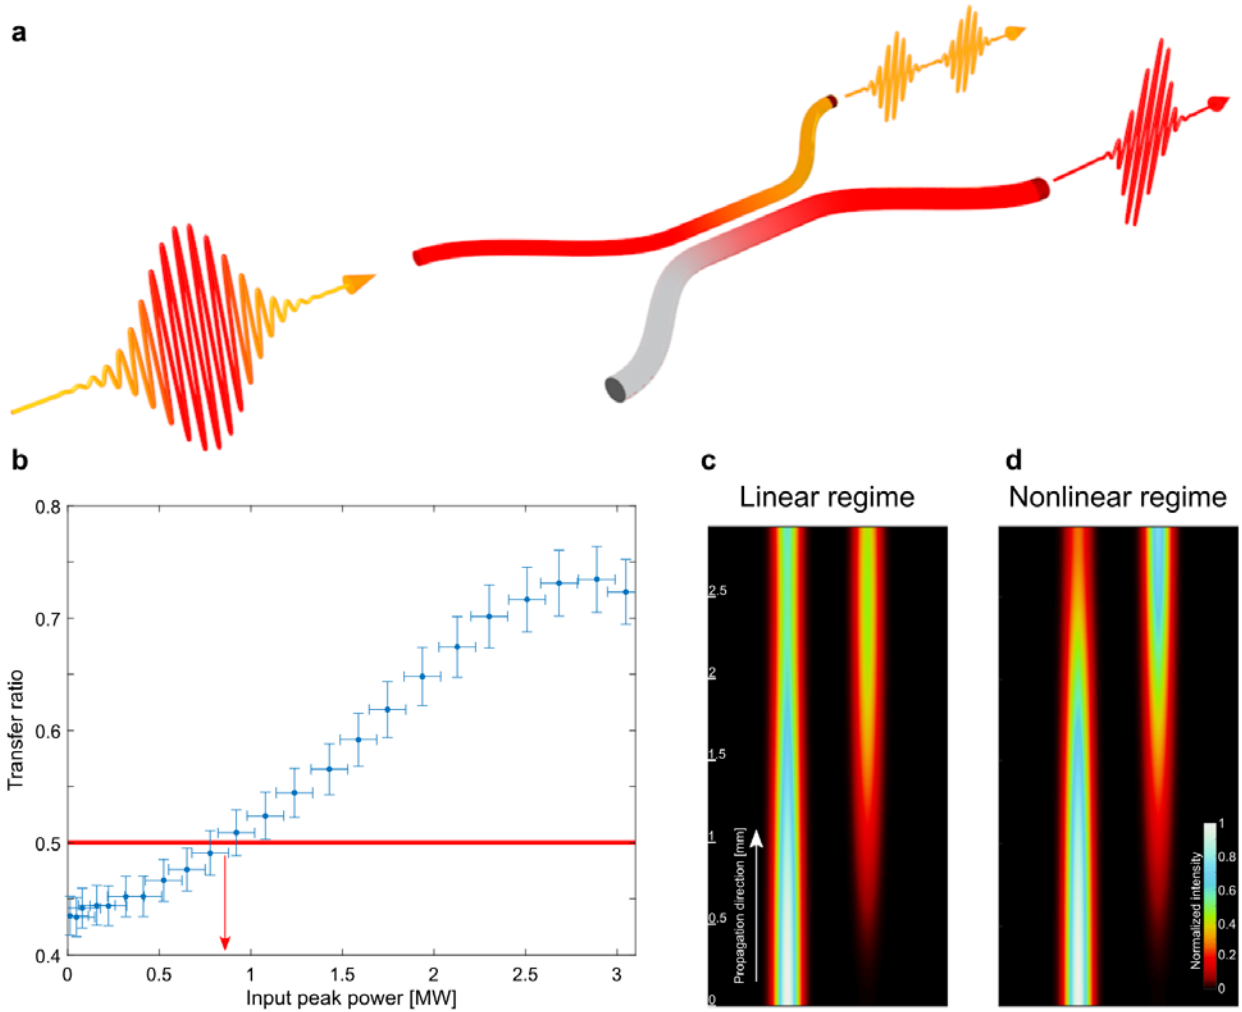 a
b
c
d
Linear regime
Nonlinear regime
0.8
0.7
0.6
0.5
0.4
Transfer ratio
0
0.5
1
1.5
2
2.5
3
Input peak power [MW]
2.5
2
1.5
1
0.5
0
Propagation direction [mm]
Normalized intensity
1
0.8
0.6
0.4
0.2
0